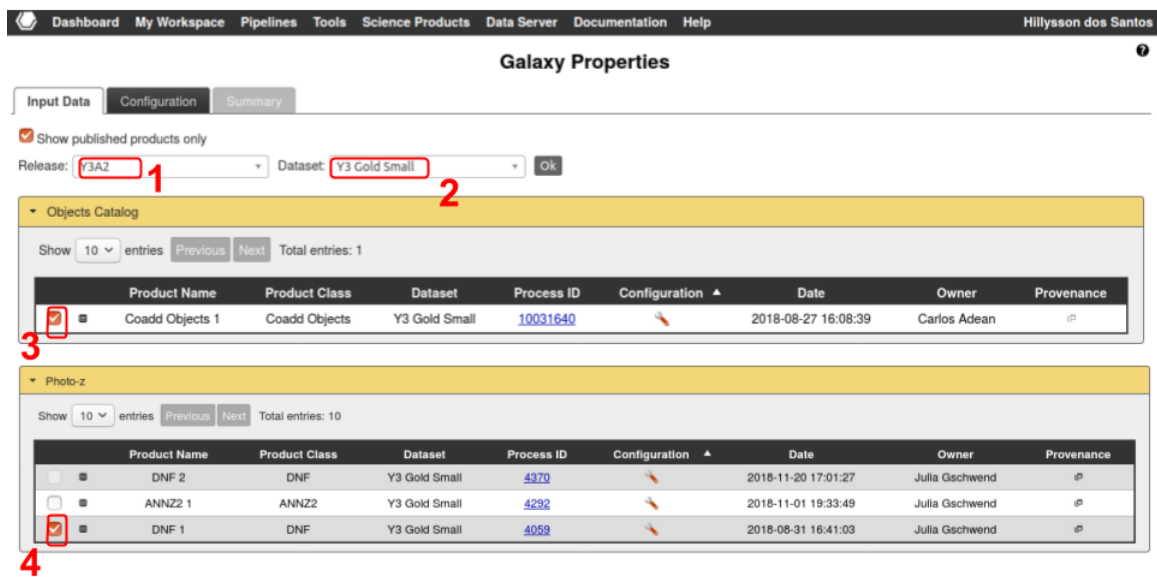 Dashboard My Workspace Pipelines Tools Science Products Data Server Documentation Help Hillysson dos Santos
Galaxy Properties ?
Input Data Configuration Summary
Show published products only
Release: Y3A2 1 Dataset: Y3 Gold Small 2 Ok
Objects Catalog
Show 10 entries Previous Next Total entries: 1
Product Name Product Class Dataset Process ID Configuration Date Owner Provenance
Coadd Objects 1 Coadd Objects Y3 Gold Small 10031640 2018-08-27 16:08:39 Carlos Adean
3
Photo-z
Show 10 entries Previous Next Total entries: 10
Product Name Product Class Dataset Process ID Configuration Date Owner Provenance
DNF 2 DNF Y3 Gold Small 4370 2018-11-20 17:01:27 Julia Gschwend
ANNZ2 1 ANNZ2 Y3 Gold Small 4292 2018-11-01 19:33:49 Julia Gschwend
DNF 1 DNF Y3 Gold Small 4059 2018-08-31 16:41:03 Julia Gschwend
4